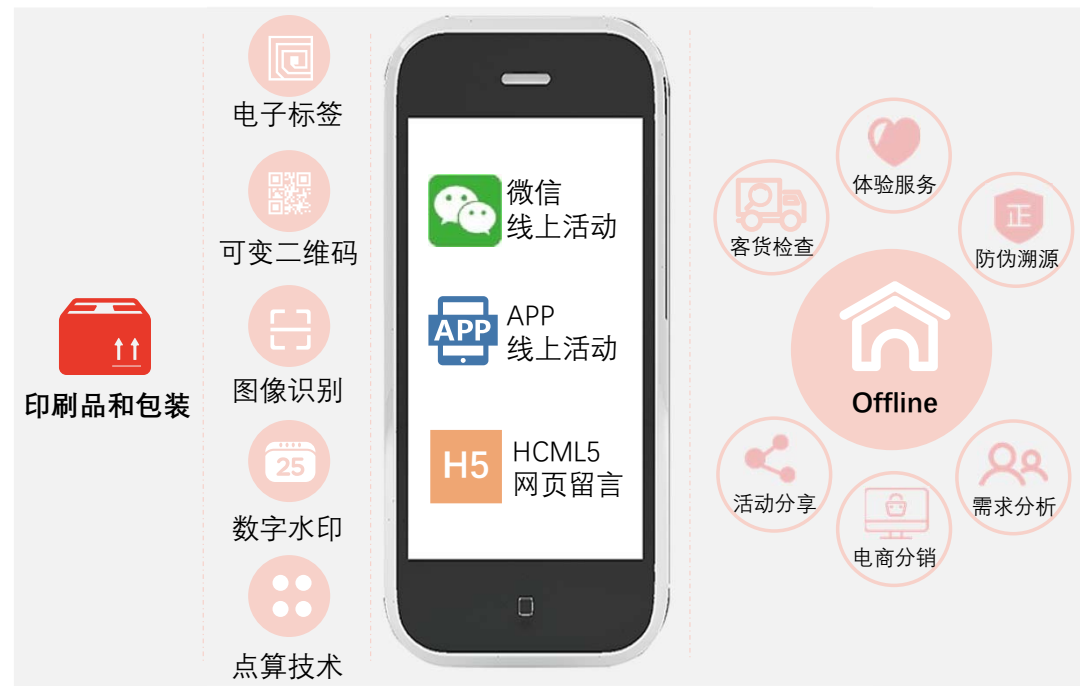 印刷品和包装
电子标签
可变二维码
图像识别
25
数字水印
点算技术
微信
线上活动
APP
APP
线上活动
H5
HCML5
网页留言
体验服务
客货检查
正
防伪溯源
Offline
活动分享
需求分析
电商分销